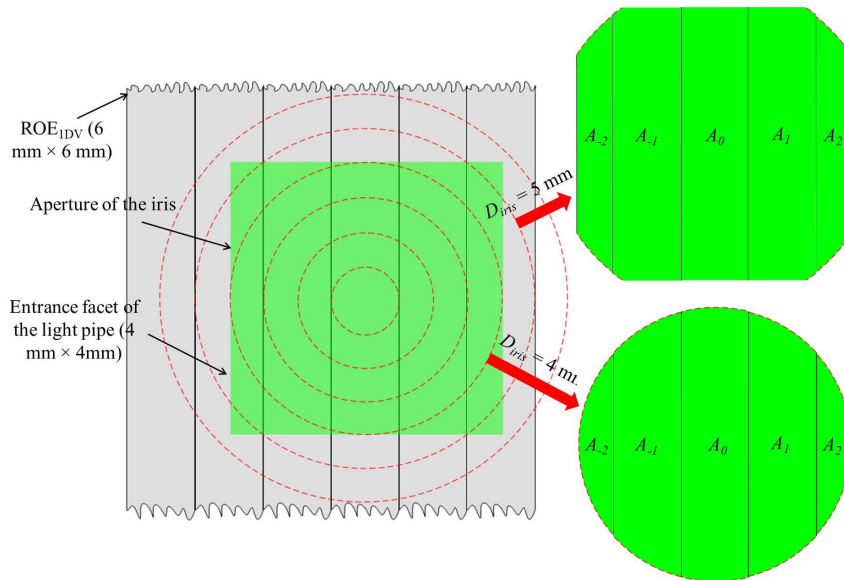 ROE1DV (6
mm × 6 mm)
Aperture of the iris
Entrance facet of
the light pipe (4
mm × 4mm)
Diris = 5 mm
Diris = 4 m
A-2 A-1 A0 A1 A2
A-2 A-1 A0 A1 A2